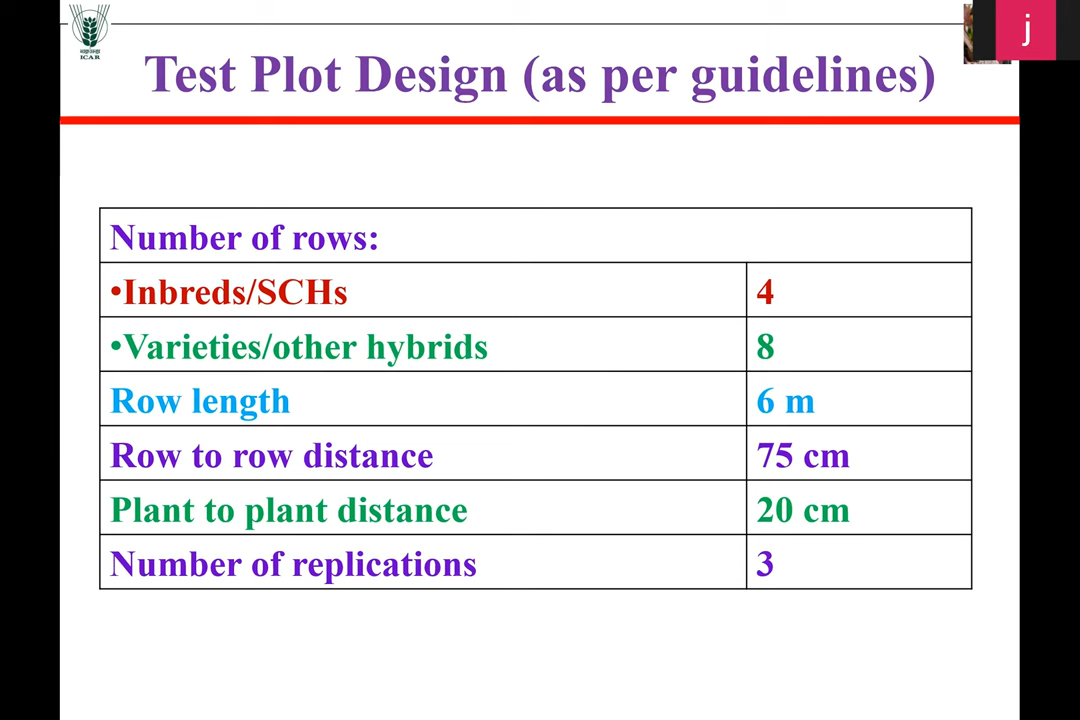 ICAR
j
Test Plot Design (as per guidelines)
Number of rows:
•Inbreds/SCHs 4
•Varieties/other hybrids 8
Row length 6 m
Row to row distance 75 cm
Plant to plant distance 20 cm
Number of replications 3